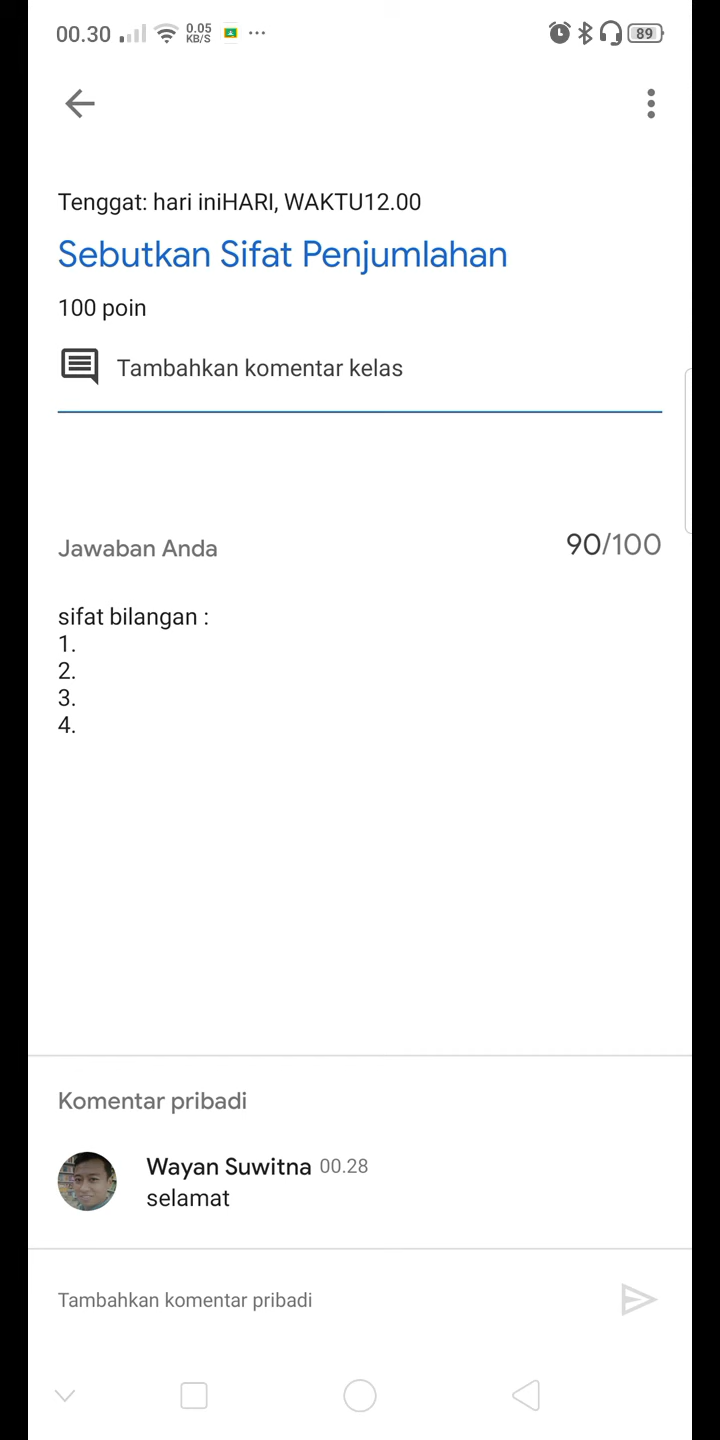 00.30 0.05 KB/S ... 89
Tenggat: hari iniHARI, WAKTU12.00
Sebutkan Sifat Penjumlahan
100 poin
Tambahkan komentar kelas
Jawaban Anda 90/100
sifat bilangan :
1.
2.
3.
4.
Komentar pribadi
Wayan Suwitna 00.28
selamat
Tambahkan komentar pribadi